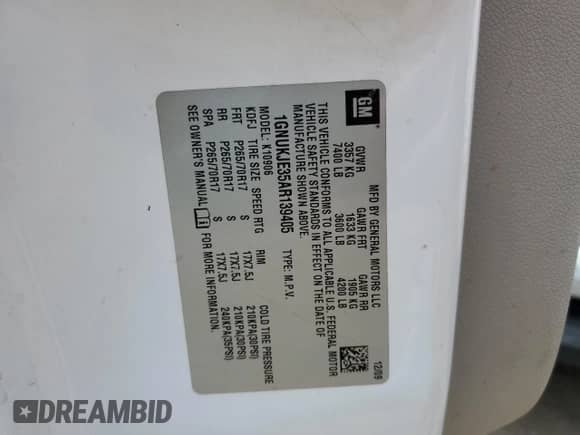 GM
MFD BY GENERAL MOTORS LLC
12/09
GVWR GAWR FRT GAWR RR
3357 KG 1633 KG 1905 KG
7400 LB 3600 LB 4200 LB
THIS VEHICLE CONFORMS TO ALL APPLICABLE U.S. FEDERAL MOTOR
VEHICLE SAFETY STANDARDS IN EFFECT ON THE DATE OF
MANUFACTURE SHOWN ABOVE.
1GNUKJE35AR139405 TYPE: M.P.V.
MODEL: K10906
KDFJ TIRE SIZE SPEED RTG RIM COLD TIRE PRESSURE
FRT P265/70R17 S 17X7.5J 210KPA(30PSI)
RR P265/70R17 S 17X7.5J 210KPA(30PSI)
SPA P265/70R17 S 17X7.5J 240KPA(35PSI)
SEE OWNER'S MANUAL FOR MORE INFORMATION.
DREAMBID